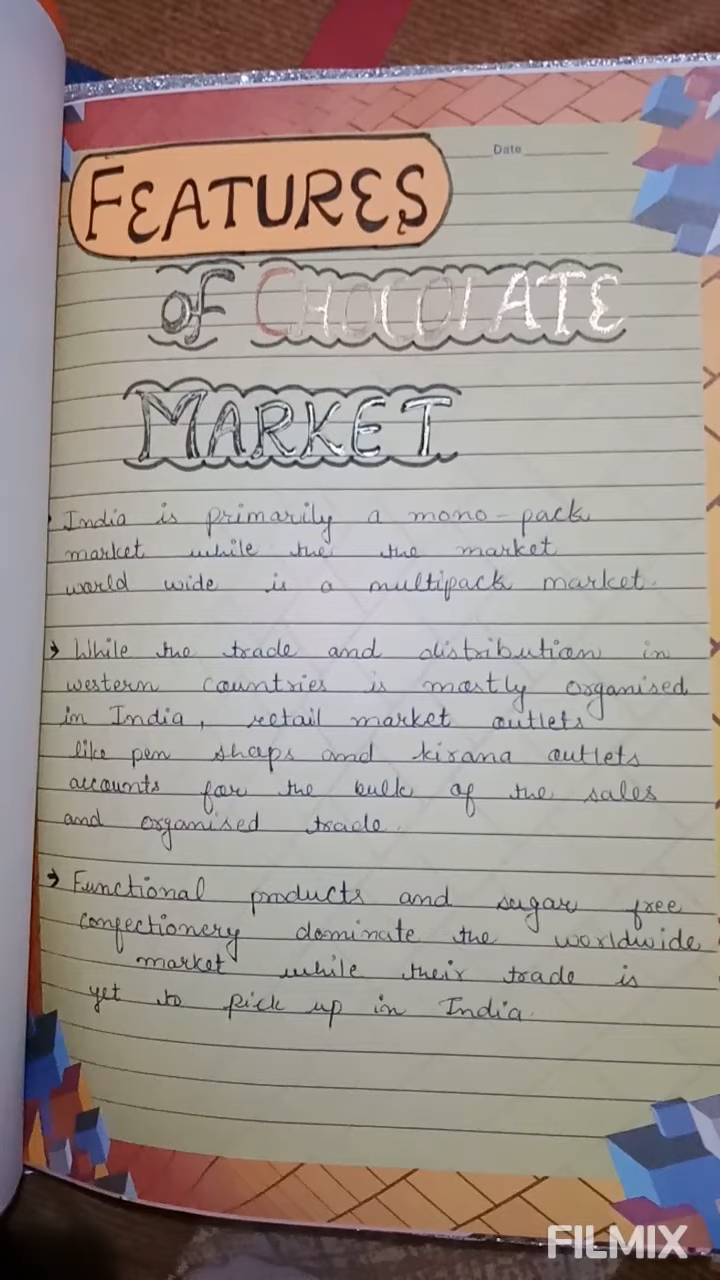 Date
FEATURES
of CHOCOLATE
MARKET
India is primarily a mono-pack
market while the the market
world wide is a multipack market.
→ While the trade and distribution in
western countries is mostly organised
in India, retail market outlets
like pen shops and kirana outlets
accounts for the bulk of the sales
and organised trade.
→ Functional products and sugar free
confectionery dominate the worldwide
market while their trade is
yet to pick up in India.
FILMIX